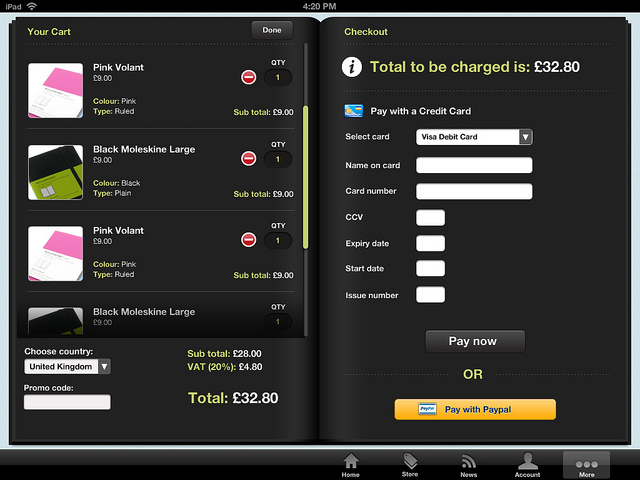 iPad
4:20 PM
Your Cart
Done
Pink Volant
£9.00
QTY
1
Colour: Pink
Type: Ruled
Sub total: £9.00
Black Moleskine Large
£9.00
QTY
1
Colour: Black
Type: Plain
Sub total: £9.00
Pink Volant
£9.00
QTY
1
Colour: Pink
Type: Ruled
Sub total: £9.00
Black Moleskine Large
£9.00
QTY
1
Choose country:
United Kingdom
Promo code:
Sub total: £28.00
VAT (20%): £4.80
Total: £32.80
Checkout
i Total to be charged is: £32.80
Pay with a Credit Card
Select card
Visa Debit Card
Name on card
Card number
CCV
Expiry date
Start date
Issue number
Pay now
OR
PayPal Pay with Paypal
Home
Store
News
Account
More